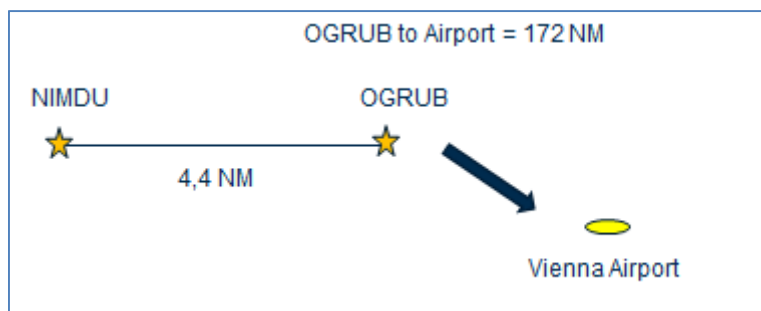 OGRUB to Airport = 172 NM
NIMDU
OGRUB
4,4 NM
Vienna Airport